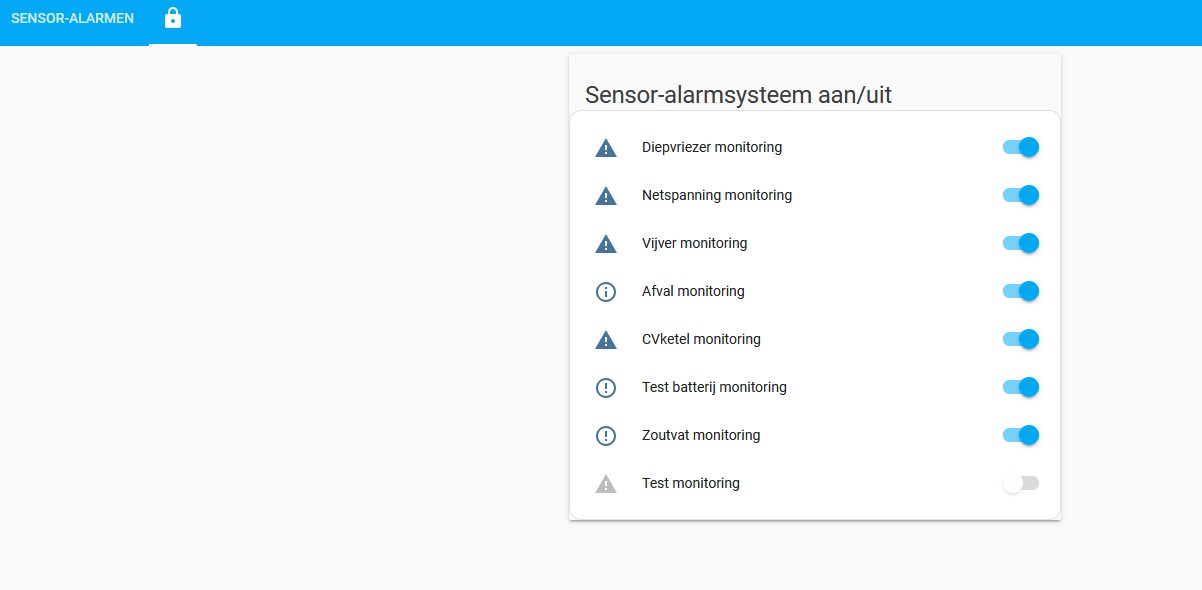 SENSOR-ALARMEN
Sensor-alarmsysteem aan/uit
Diepvriezer monitoring
Netspanning monitoring
Vijver monitoring
Afval monitoring
CVketel monitoring
Test batterij monitoring
Zoutvat monitoring
Test monitoring